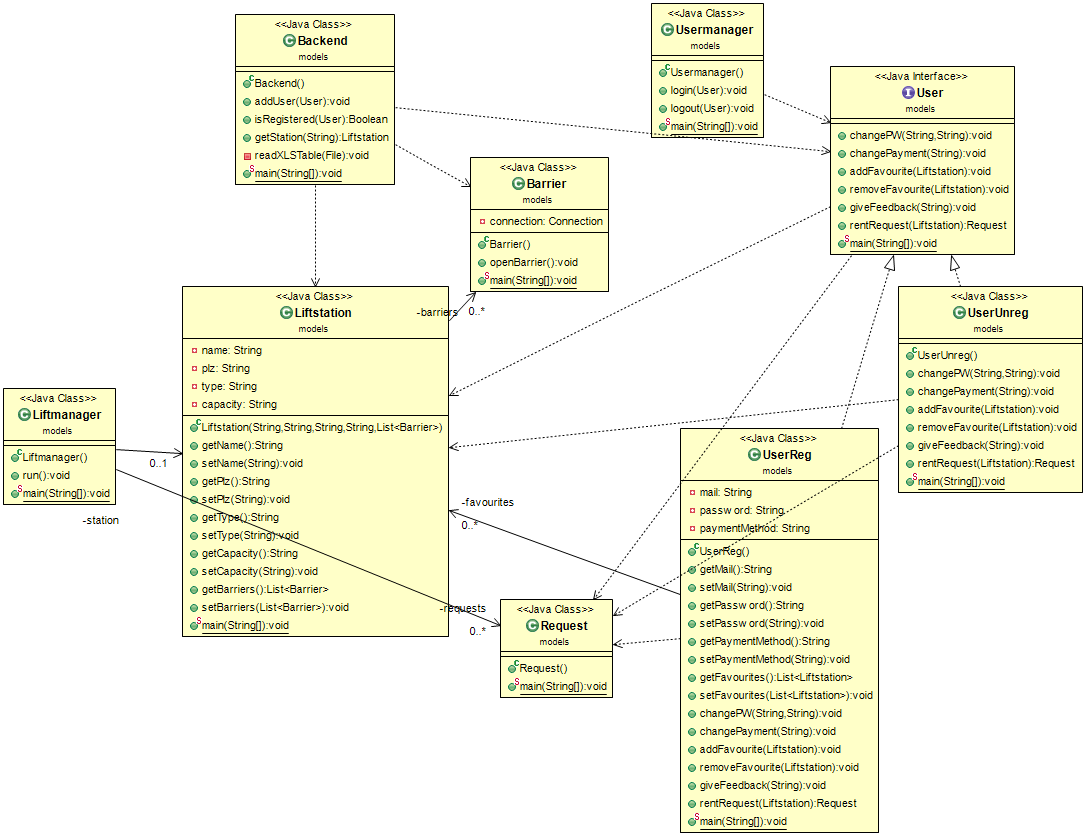 <<Java Class>>
Backend
models
Backend()
addUser(User):void
isRegistered(User):Boolean
getStation(String):Liftstation
readXLSTable(File):void
main(String[]):void
<<Java Class>>
Usermanager
models
Usermanager()
login(User):void
logout(User):void
main(String[]):void
<<Java Interface>>
User
models
changePW(String,String):void
changePayment(String):void
addFavourite(Liftstation):void
removeFavourite(Liftstation):void
giveFeedback(String):void
rentRequest(Liftstation):Request
main(String[]):void
<<Java Class>>
Barrier
models
connection: Connection
Barrier()
openBarrier():void
main(String[]):void
-barriers
0..*
<<Java Class>>
Liftstation
models
name: String
plz: String
type: String
capacity: String
Liftstation(String,String,String,String,List<Barrier>)
getName():String
setName(String):void
getPlz():String
setPlz(String):void
getType():String
setType(String):void
getCapacity():String
setCapacity(String):void
getBarriers():List<Barrier>
setBarriers(List<Barrier>):void
main(String[]):void
<<Java Class>>
UserUnreg
models
UserUnreg()
changePW(String,String):void
changePayment(String):void
addFavourite(Liftstation):void
removeFavourite(Liftstation):void
giveFeedback(String):void
rentRequest(Liftstation):Request
main(String[]):void
<<Java Class>>
Liftmanager
models
Liftmanager()
run():void
main(String[]):void
0..1
-station
-favourites
0..*
-requests
0..*
<<Java Class>>
Request
models
Request()
main(String[]):void
<<Java Class>>
UserReg
models
mail: String
password: String
paymentMethod: String
UserReg()
getMail():String
setMail(String):void
getPassword():String
setPassword(String):void
getPaymentMethod():String
setPaymentMethod(String):void
getFavourites():List<Liftstation>
setFavourites(List<Liftstation>):void
changePW(String,String):void
changePayment(String):void
addFavourite(Liftstation):void
removeFavourite(Liftstation):void
giveFeedback(String):void
rentRequest(Liftstation):Request
main(String[]):void